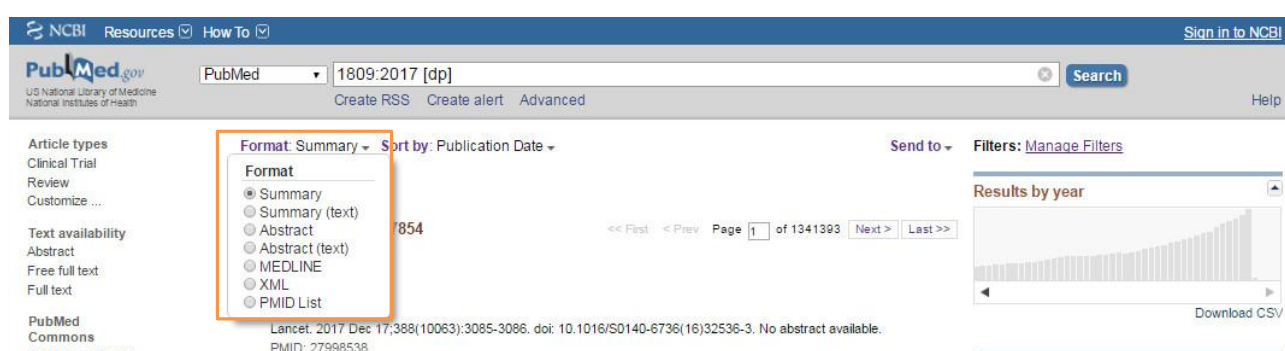 NCBI Resources How To Sign in to NCBI
PubMed.gov
US National Library of Medicine
National Institutes of Health
PubMed 1809:2017 [dp] Search
Create RSS Create alert Advanced Help
Article types
Clinical Trial
Review
Customize ...
Text availability
Abstract
Free full text
Full text
PubMed
Commons
Format: Summary Sort by: Publication Date Send to
Format
Summary
Summary (text)
Abstract
Abstract (text)
MEDLINE
XML
PMID List
7854
<< First < Prev Page 1 of 1341393 Next > Last >>
Lancet. 2017 Dec 17;388(10063):3085-3086. doi: 10.1016/S0140-6736(16)32536-3. No abstract available.
PMID: 27998538
Filters: Manage Filters
Results by year
Download CSV